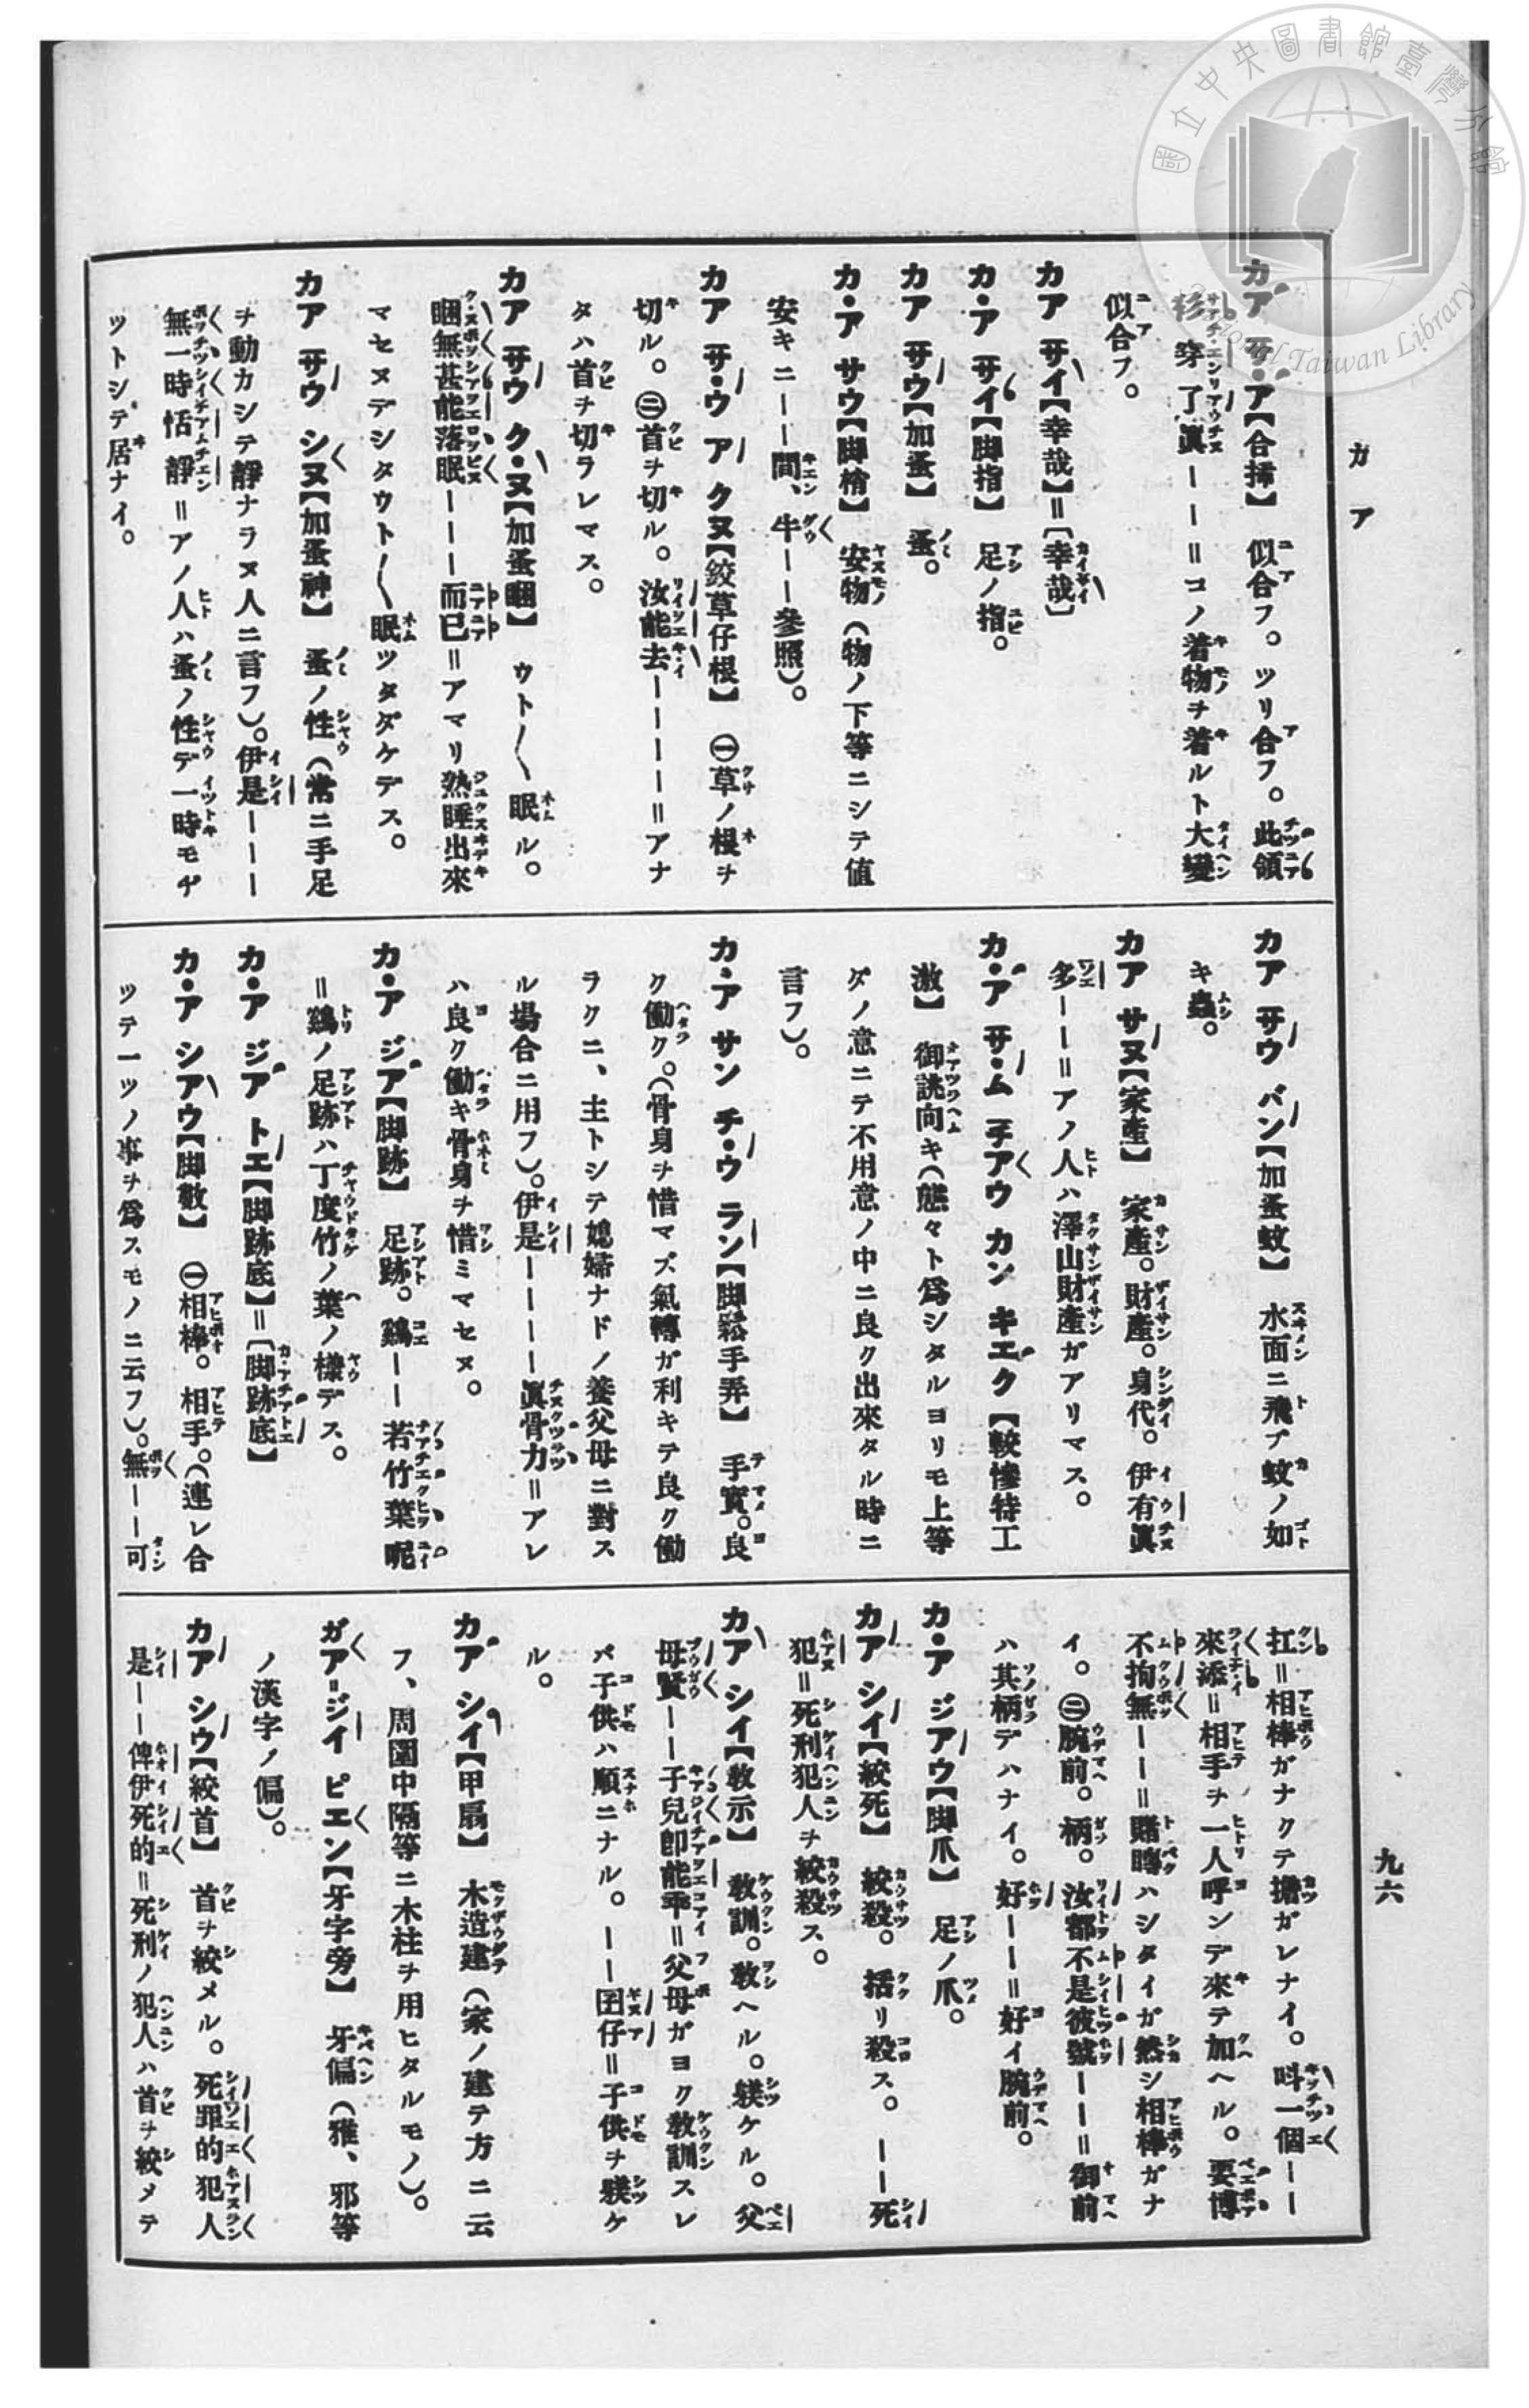 カア
九六
カア サ・ア【合插】 似合フ。ツリ合フ。此領
衫穿了眞ーー＝コノ着物ヲ着ルト大變
似合フ。
カア サイ【幸哉】＝〔幸哉〕
カ・ア サイ【脚指】 足ノ指。
カア サウ【加蚤】 蚤。
カ・ア サウ【脚梢】 安物（物ノ下等ニシテ値
安キニーー間、牛ーー參照）。
カア サ・ウ ア クヌ【鉸草仔根】 ㊀草ノ根ヲ
切ル。㊁首ヲ切ル。汝能去ーーーー＝アナ
タハ首ヲ切ラレマス。
カア サウ ク・ヌ【加蚤睏】 ウト〱眠ル。
睏無甚能落眠ーーー而已＝アマリ熟睡出來
マセヌデシタウト〱眠ツタダケデス。
カア サウ シヌ【加蚤神】 蚤ノ性（常ニ手足
ヲ動カシテ靜ナラヌ人ニ言フ）。伊是ーーー
無一時恬靜＝アノ人ハ蚤ノ性デ一時モヂ
ツトシテ居ナイ。
カア サウ バン【加蚤蚊】 水面ニ飛ブ蚊ノ如
キ蟲。
カア サヌ【家產】 家產。財產。身代。伊有眞
多ーー＝アノ人ハ澤山財產ガアリマス。
カ・ア サ・ム チアウ カン キエク【較慘特工
激】 御誂向キ（態々ト爲シタルヨリモ上等
ダノ意ニテ不用意ノ中ニ良ク出來タル時ニ
言フ）。
カ・ア サン チ・ウ ラン【脚鬆手弄】 手實。良
ク働ク。（骨身ヲ惜マズ氣轉ガ利キテ良ク働
ラクニ、主トシテ媳婦ナドノ養父母ニ對ス
ル場合ニ用フ）。伊是ーーーー眞骨力＝アレ
ハ良ク働キ骨身ヲ惜ミマセヌ。
カ・ア ジア【脚跡】 足跡。鷄ーー若竹葉呢
＝鷄ノ足跡ハ丁度竹ノ葉ノ樣デス。
カ・ア ジア トエ【脚跡底】＝〔脚跡底〕
カ・ア シアウ【脚數】 ㊀相棒。相手。（連レ合
ツテ一ツノ事ヲ爲スモノニ云フ）。無ーー可
扛＝相棒ガナクテ擔ガレナイ。叫一個ーー
來添＝相手ヲ一人呼ンデ來テ加ヘル。要博
不拘無ーー＝賭博ハシタイガ然シ相棒ガナ
イ。㊁腕前。柄。汝都不是彼號ーー＝御前
ハ其柄デハナイ。好ーー＝好イ腕前。
カ・ア ジアウ【脚爪】 足ノ爪。
カア シイ【絞死】 絞殺。括リ殺ス。ーー死
犯＝死刑犯人ヲ絞殺ス。
カア シイ【敎示】 敎訓。敎ヘル。躾ケル。父
母賢ーー子兒卽能乖＝父母ガヨク敎訓スレ
バ子供ハ順ニナル。ーー囝仔＝子供ヲ躾ケ
ル。
カア シイ【甲扇】 木造建（家ノ建テ方ニ云
フ、周圍中隔等ニ木柱ヲ用ヒタルモノ）。
ガア＝ジイ ピエン【牙字旁】 牙偏（雅、邪等
ノ漢字ノ偏）。
カア シウ【絞首】 首ヲ絞メル。死罪的犯人
是ーー俾伊死的＝死刑ノ犯人ハ首ヲ絞メテ